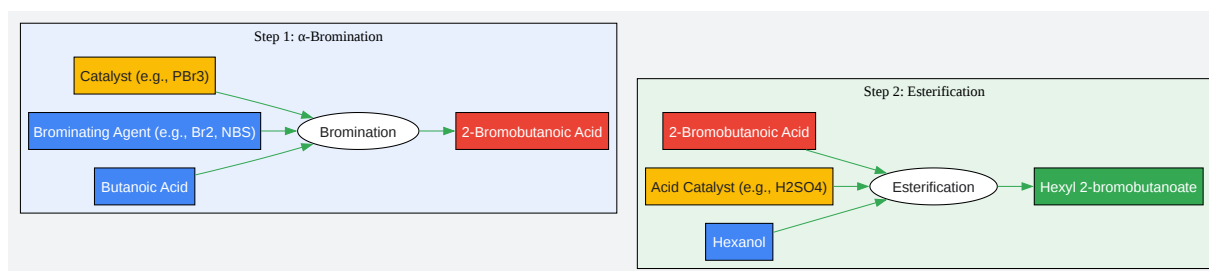 Step 1: α-Bromination
Catalyst (e.g., PBr3)
Brominating Agent (e.g., Br2, NBS)
Butanoic Acid
Bromination
2-Bromobutanoic Acid
Step 2: Esterification
2-Bromobutanoic Acid
Acid Catalyst (e.g., H2SO4)
Hexanol
Esterification
Hexyl 2-bromobutanoate